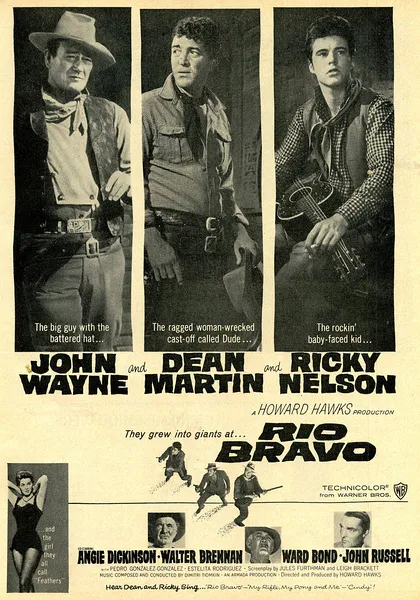 The big guy with the
battered hat...
The ragged woman-wrecked
cast-off called Dude...
The rockin'
baby-faced kid...
JOHN WAYNE and DEAN MARTIN and RICKY NELSON
A HOWARD HAWKS PRODUCTION
They grew into giants at...
RIO BRAVO
TECHNICOLOR®
from WARNER BROS.
WB
...and
the
girl
they
all
call
'Feathers'
CO-STARRING
ANGIE DICKINSON · WALTER BRENNAN · WARD BOND · JOHN RUSSELL
with PEDRO GONZALEZ-GONZALEZ · ESTELITA RODRIGUEZ · Screenplay by JULES FURTHMAN and LEIGH BRACKETT
MUSIC COMPOSED AND CONDUCTED BY DIMITRI TIOMKIN · AN ARMADA PRODUCTION · Directed and Produced by HOWARD HAWKS
Hear Dean and Ricky Sing... 'Rio Bravo'-'My Rifle, My Pony and Me'-'Cindy'!